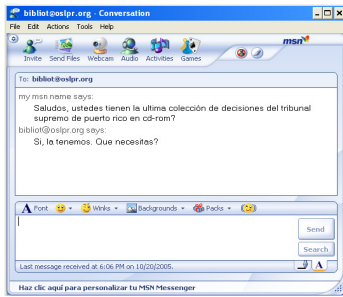 bibliot@oslpr.org - Conversation
File Edit Actions Tools Help
Invite Send Files Webcam Audio Activities Games
msn
To: bibliot@oslpr.org
my msn name says:
Saludos, ustedes tienen la ultima colección de decisiones del tribunal
supremo de puerto rico en cd-rom?
bibliot@oslpr.org says:
Si, la tenemos. Que necesitas?
A Font Winks Backgrounds Packs
Send
Search
Last message received at 6:06 PM on 10/20/2005.
A
Haz clic aquí para personalizar tu MSN Messenger